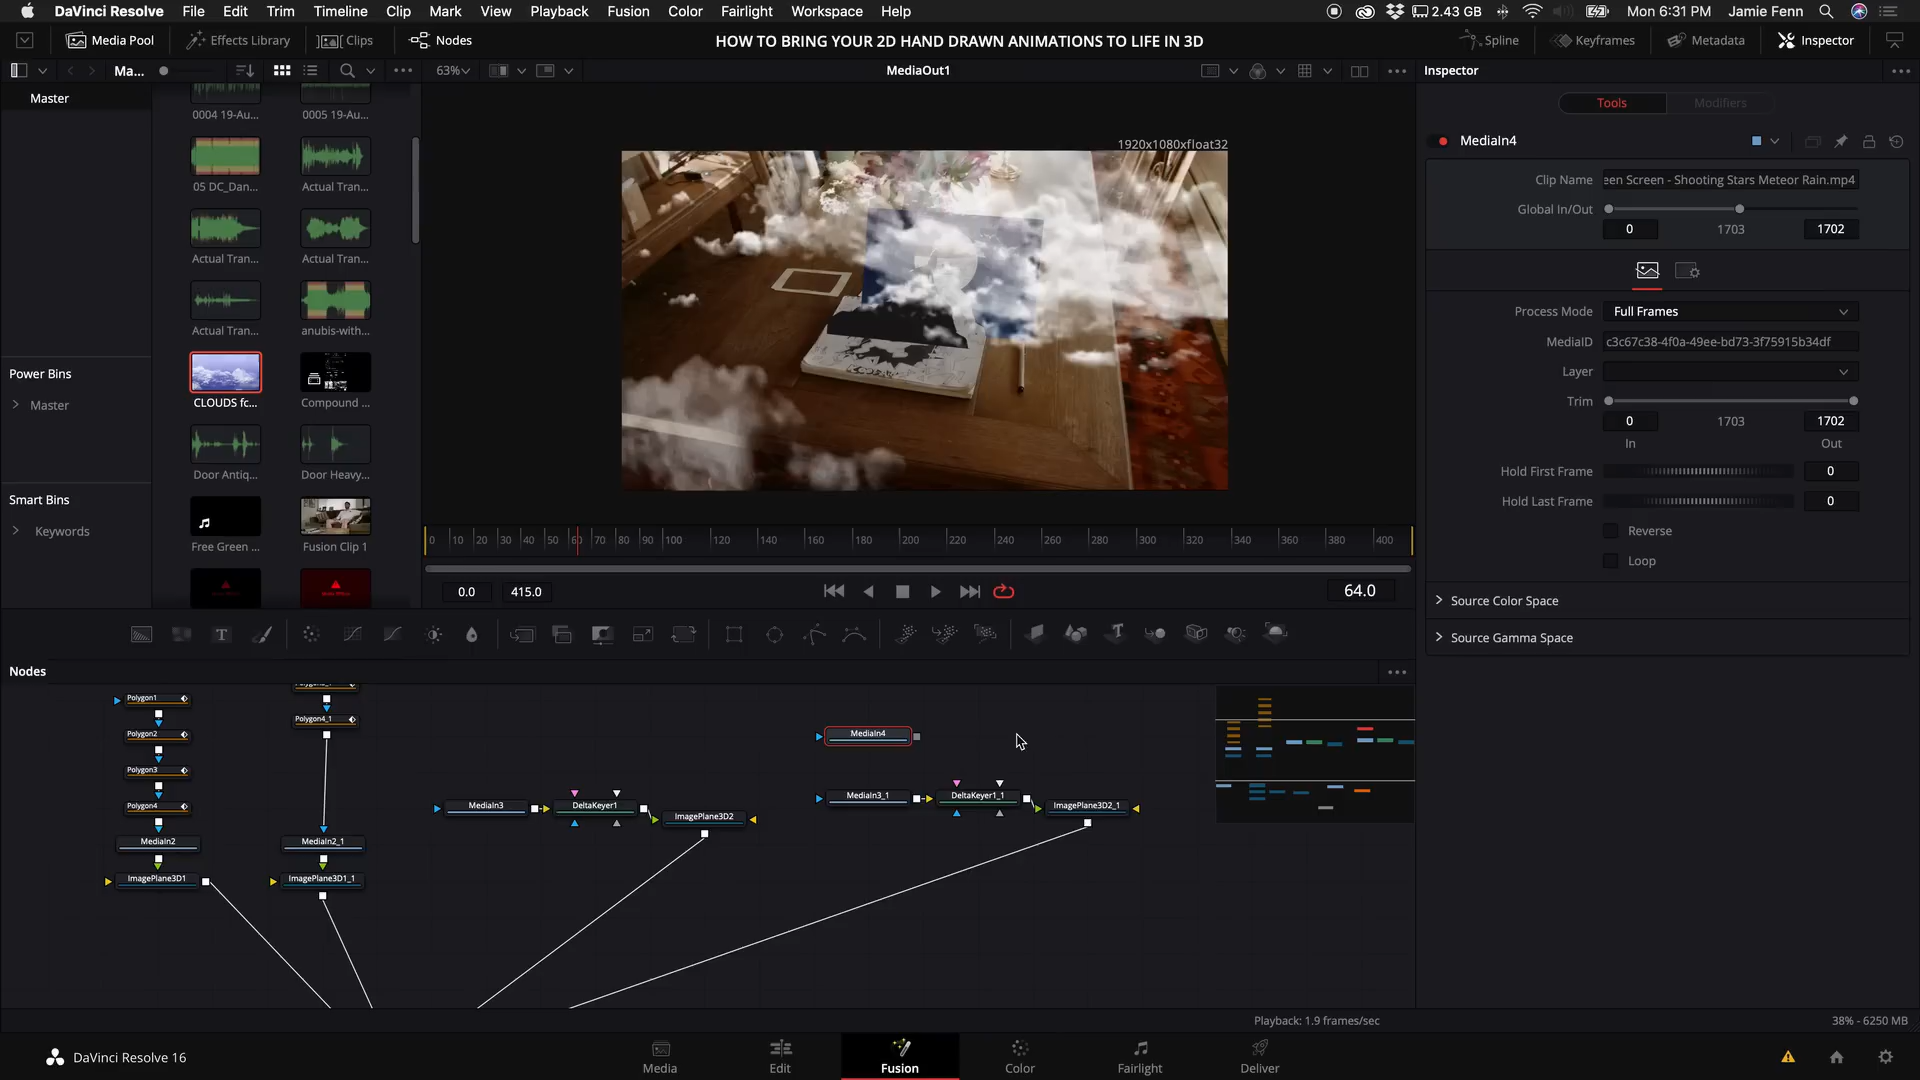 DaVinci Resolve File Edit Trim Timeline Clip Mark View Playback Fusion Color Fairlight Workspace Help 2.43 GB Mon 6:31 PM Jamie Fenn
Media Pool Effects Library Clips Nodes HOW TO BRING YOUR 2D HAND DRAWN ANIMATIONS TO LIFE IN 3D Spline Keyframes Metadata Inspector
Ma... 63% MediaOut1 Inspector
Master
Tools Modifiers
0004 19-Au... 0005 19-Au...
1920x1080xfloat32
MediaIn4
05 DC_Dan... Actual Tran...
Clip Name een Screen - Shooting Stars Meteor Rain.mp4
Global In/Out
0 1703 1702
Actual Tran... Actual Tran...
Process Mode Full Frames
Actual Tran... anubis-with...
MediaID c3c67c38-4f0a-49ee-bd73-3f75915b34df
Layer
Power Bins
Master
CLOUDS fc... Compound ...
Trim
0 1703 1702
In Out
Door Antiq... Door Heavy...
Hold First Frame 0
Smart Bins
Hold Last Frame 0
Keywords
Reverse
Free Green ... Fusion Clip 1
0 10 20 30 40 50 60 70 80 90 100 120 140 160 180 200 220 240 260 280 300 320 340 360 380 400
Loop
0.0 415.0 64.0
Source Color Space
Source Gamma Space
Nodes
Polygon1
Polygon4_1
Polygon2
MediaIn4
Polygon3
Polygon4
MediaIn3 DeltaKeyer1 ImagePlane3D2
MediaIn3_1 DeltaKeyer1_1 ImagePlane3D2_1
MediaIn2 MediaIn2_1
ImagePlane3D1 ImagePlane3D1_1
Playback: 1.9 frames/sec 38% - 6250 MB
DaVinci Resolve 16
Media Edit Fusion Color Fairlight Deliver